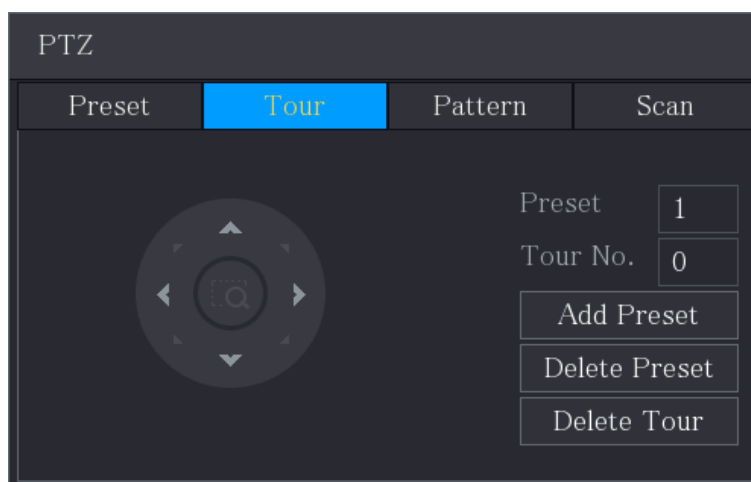 PTZ
Preset Tour Pattern Scan
Preset 1
Tour No. 0
Add Preset
Delete Preset
Delete Tour